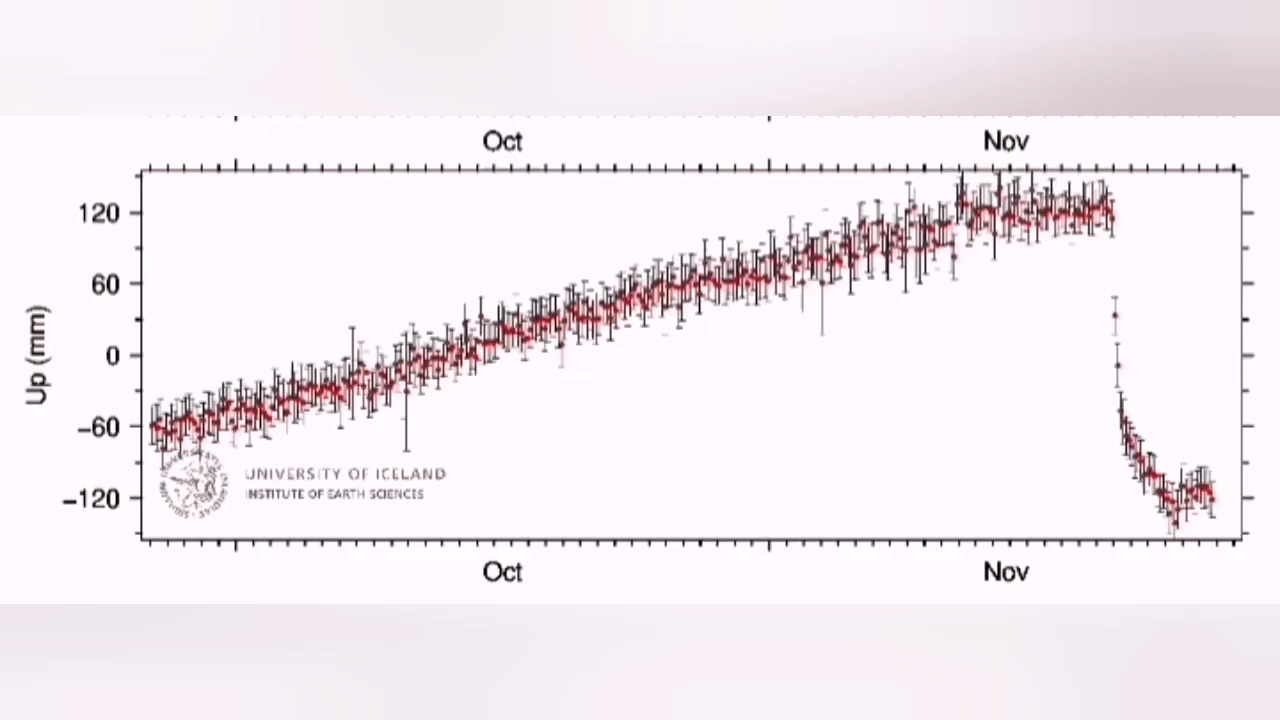 Oct Nov
120
60
0
−60
−120
Up (mm)
UNIVERSITY OF ICELAND
INSTITUTE OF EARTH SCIENCES
Oct Nov